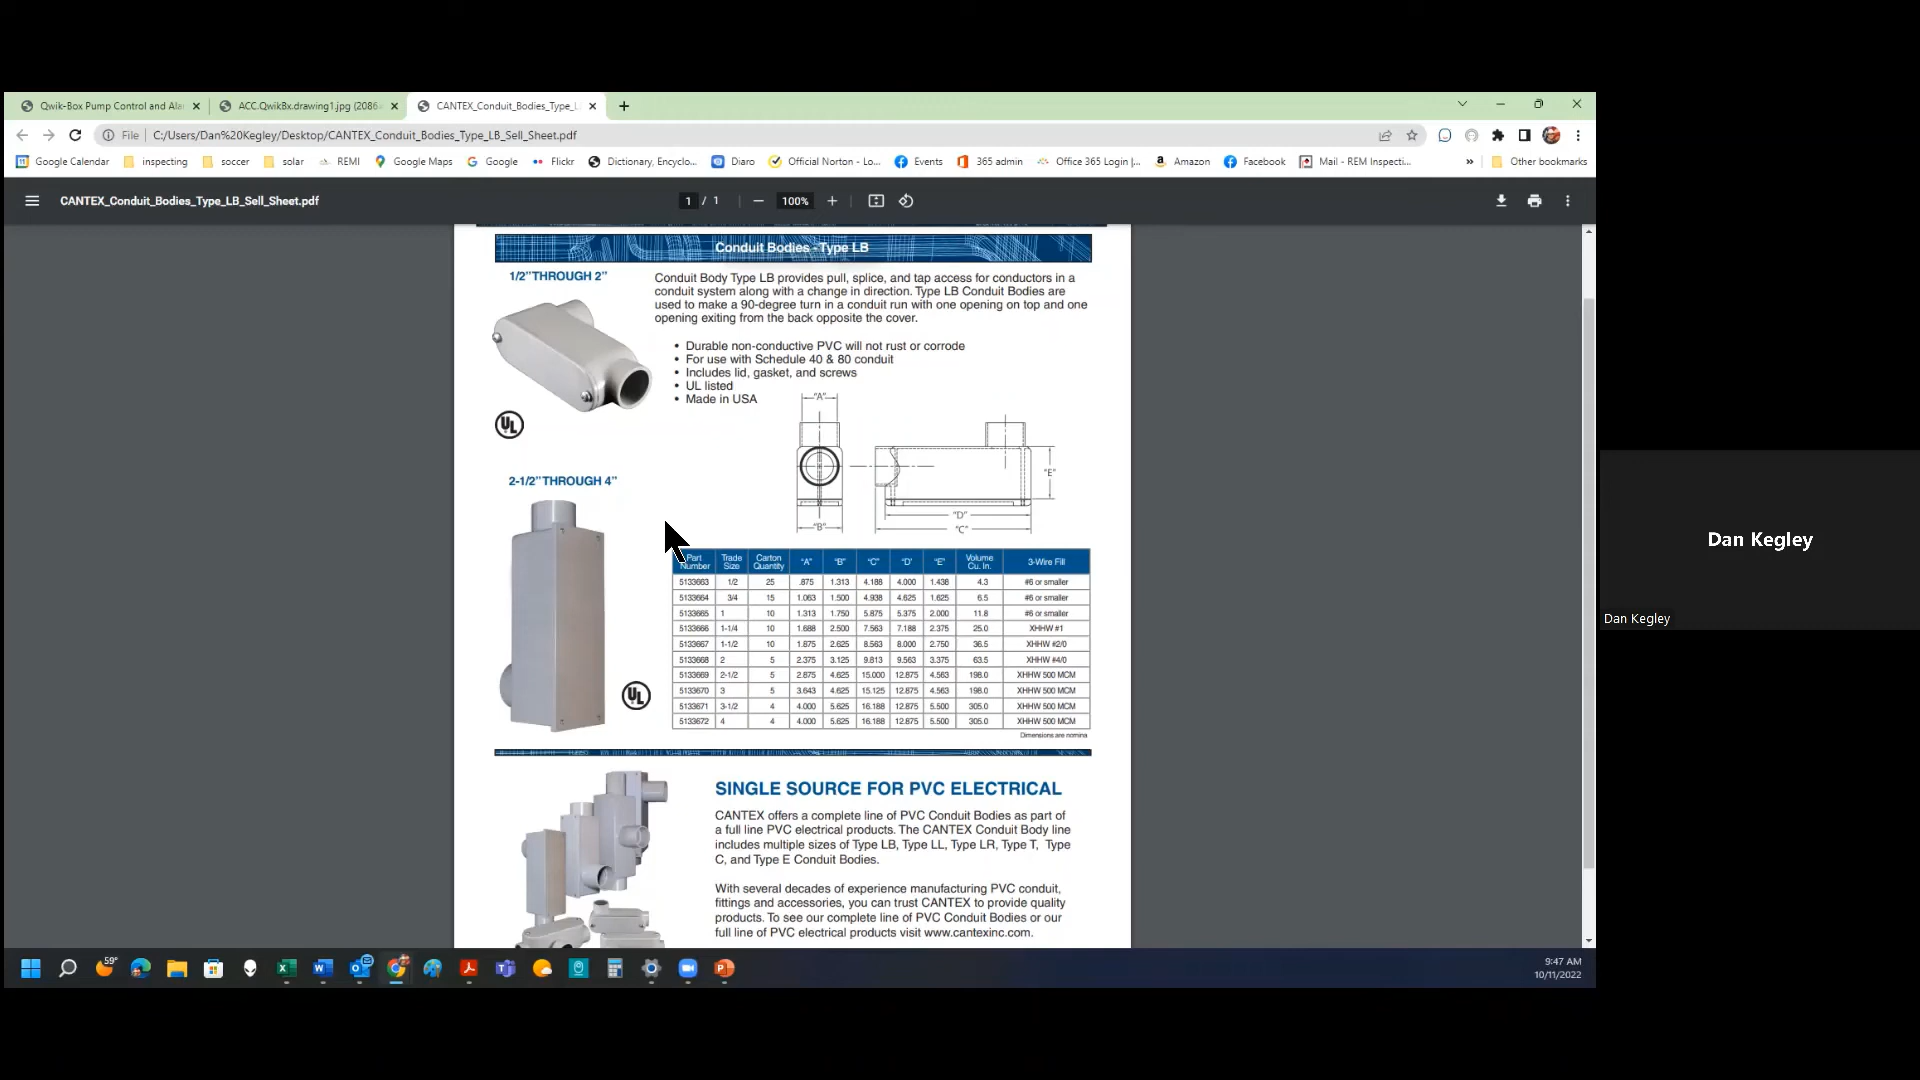 Qwik-Box Pump Control and Ala
ACC.QwikBx.drawing1.jpg (2086
CANTEX_Conduit_Bodies_Type_L
File C:/Users/Dan%20Kegley/Desktop/CANTEX_Conduit_Bodies_Type_LB_Sell_Sheet.pdf
Google Calendar inspecting soccer solar REMI Google Maps Google Flickr Dictionary, Encyclo... Diaro Official Norton - Lo... Events 365 admin Office 365 Login |... Amazon Facebook Mail - REM Inspecti... » Other bookmarks
CANTEX_Conduit_Bodies_Type_LB_Sell_Sheet.pdf 1 / 1 100%
Conduit Bodies - Type LB
1/2" THROUGH 2"
Conduit Body Type LB provides pull, splice, and tap access for conductors in a
conduit system along with a change in direction. Type LB Conduit Bodies are
used to make a 90-degree turn in a conduit run with one opening on top and one
opening exiting from the back opposite the cover.
• Durable non-conductive PVC will not rust or corrode
• For use with Schedule 40 & 80 conduit
• Includes lid, gasket, and screws
• UL listed
• Made in USA
UL
"A"
"E"
"D"
"B"
"C"
2-1/2" THROUGH 4"
UL
Part Number Trade Size Carton Quantity "A" "B" "C" "D' "E" Volume Cu. In. 3-Wire Fill
5133663 1/2 25 .875 1.313 4.188 4.000 1.438 4.3 #6 or smaller
5133664 3/4 15 1.063 1.500 4.938 4.625 1.625 6.5 #6 or smaller
5133665 1 10 1.313 1.750 5.875 5.375 2.000 11.8 #6 or smaller
5133666 1-1/4 10 1.688 2.500 7.563 7.188 2.375 25.0 XHHW #1
5133667 1-1/2 10 1.875 2.625 8.563 8.000 2.750 36.5 XHHW #2/0
5133668 2 5 2.375 3.125 9.813 9.563 3.375 63.5 XHHW #4/0
5133669 2-1/2 5 2.875 4.625 15.000 12.875 4.563 198.0 XHHW 500 MCM
5133670 3 5 3.643 4.625 15.125 12.875 4.563 198.0 XHHW 500 MCM
5133671 3-1/2 4 4.000 5.625 16.188 12.875 5.500 305.0 XHHW 500 MCM
5133672 4 4 4.000 5.625 16.188 12.875 5.500 305.0 XHHW 500 MCM
Dimensions are nomina
SINGLE SOURCE FOR PVC ELECTRICAL
CANTEX offers a complete line of PVC Conduit Bodies as part of
a full line PVC electrical products. The CANTEX Conduit Body line
includes multiple sizes of Type LB, Type LL, Type LR, Type T, Type
C, and Type E Conduit Bodies.
With several decades of experience manufacturing PVC conduit,
fittings and accessories, you can trust CANTEX to provide quality
products. To see our complete line of PVC Conduit Bodies or our
full line of PVC electrical products visit www.cantexinc.com.
59°
9:47 AM
10/11/2022
Dan Kegley
Dan Kegley